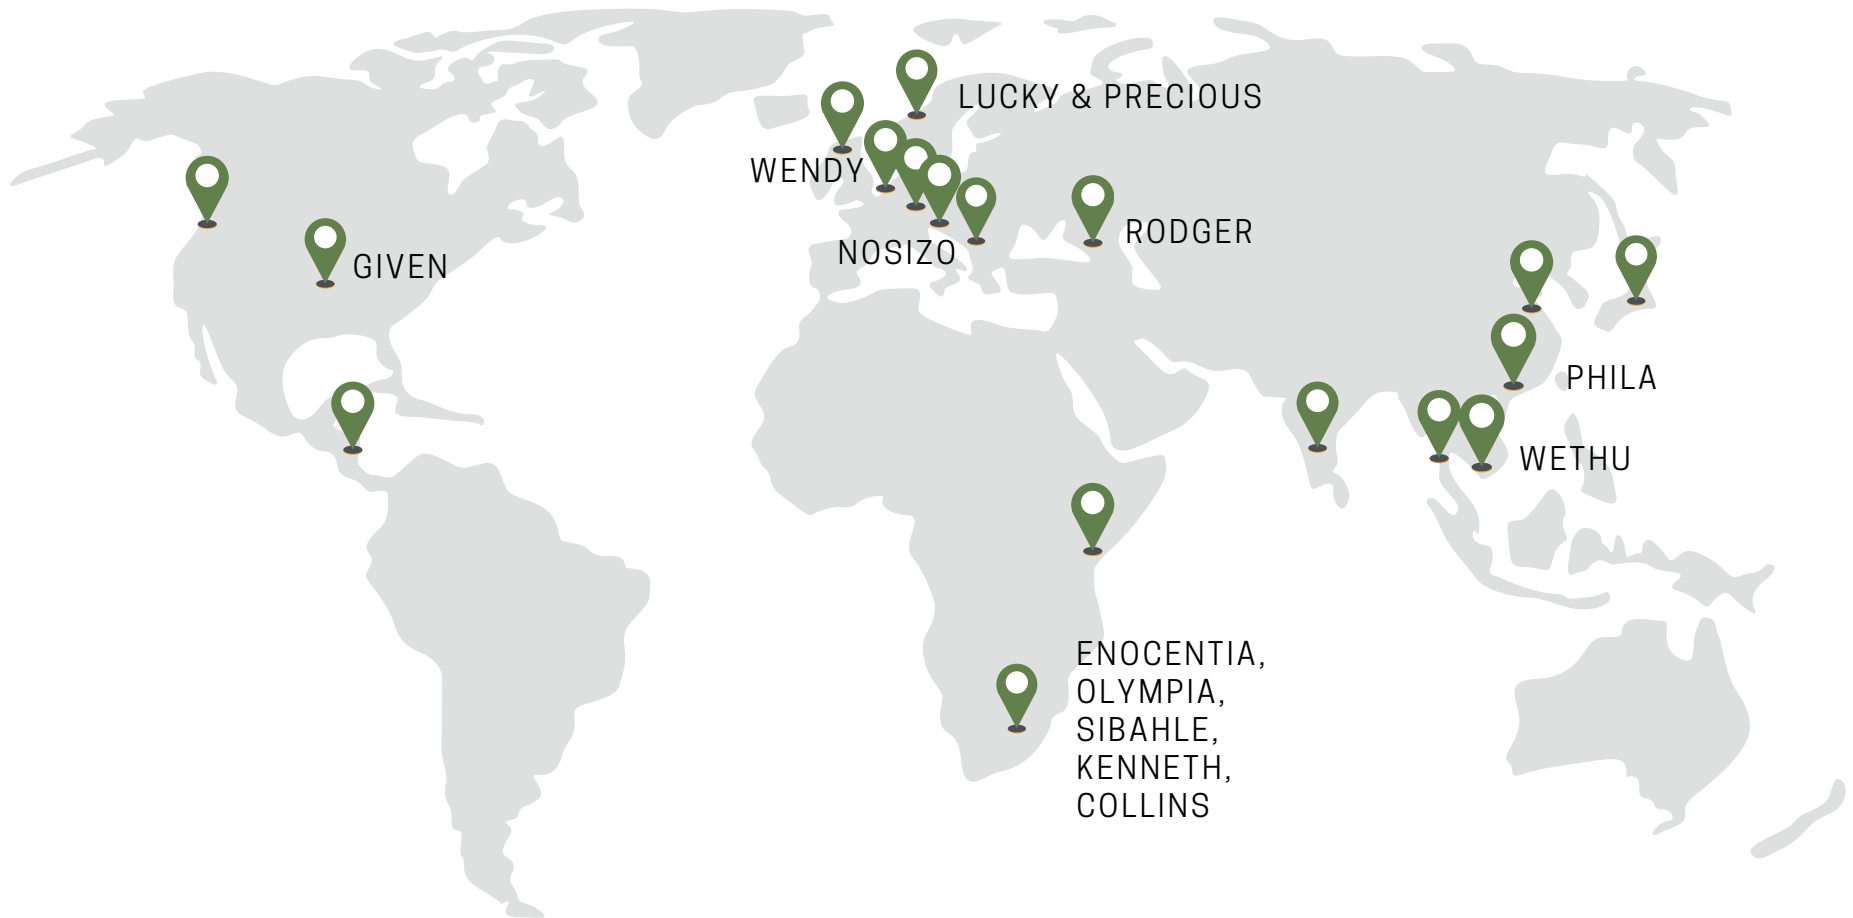 LUCKY & PRECIOUS
WENDY
RODGER
NOSIZO
GIVEN
PHILA
WETHU
ENOCENTIA,
OLYMPIA,
SIBAHLE,
KENNETH,
COLLINS